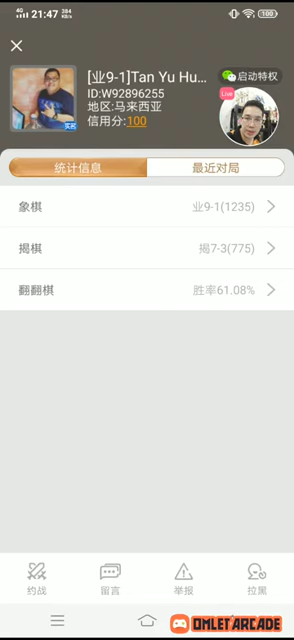 4G 21:47 384 KB/s 100
[业9-1]Tan Yu Hu...
启动特权
Live
ID:W92896255
地区:马来西亚
信用分:100
实名
统计信息 最近对局
象棋 业9-1(1235)
揭棋 揭7-3(775)
翻翻棋 胜率61.08%
约战 留言 举报 拉黑
OMLET ARCADE